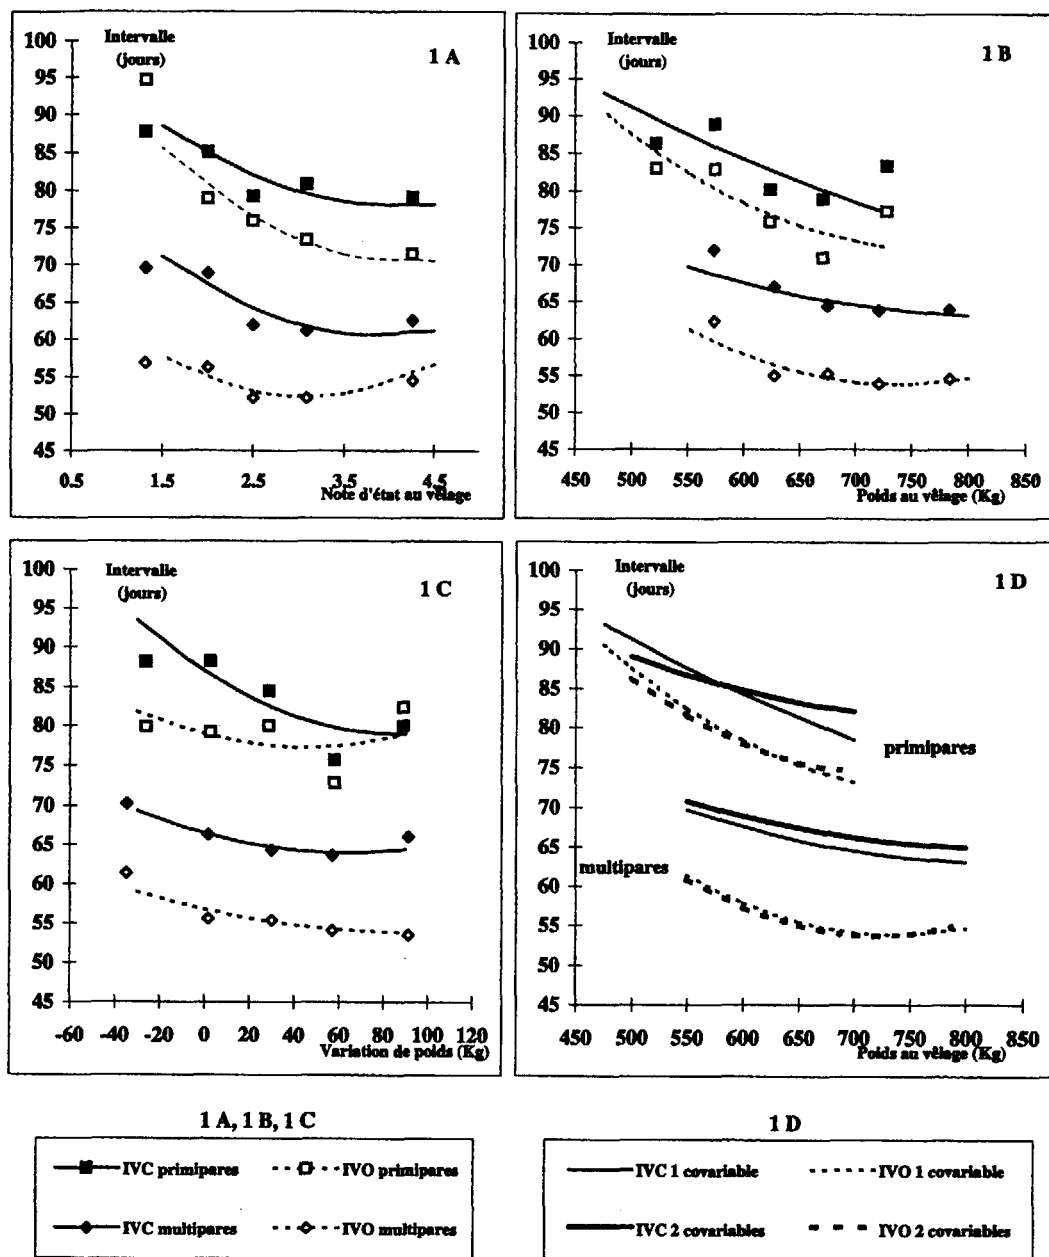 Intervalle
(jours)
1 A
100
95
90
85
80
75
70
65
60
55
50
45
0.5 1.5 2.5 3.5 4.5
Note d'état au vêlage
Intervalle
(jours)
1 B
100
95
90
85
80
75
70
65
60
55
50
45
450 500 550 600 650 700 750 800 850
Poids au vêlage (Kg)
Intervalle
(jours)
1 C
100
95
90
85
80
75
70
65
60
55
50
45
-60 -40 -20 0 20 40 60 80 100 120
Variation de poids (Kg)
Intervalle
(jours)
1 D
100
95
90
85
80
75
70
65
60
55
50
45
primipares
multipares
450 500 550 600 650 700 750 800 850
Poids au vêlage (Kg)
1 A, 1 B, 1 C
IVC primipares IVO primipares
IVC multipares IVO multipares
1 D
IVC 1 covariable IVO 1 covariable
IVC 2 covariables IVO 2 covariables